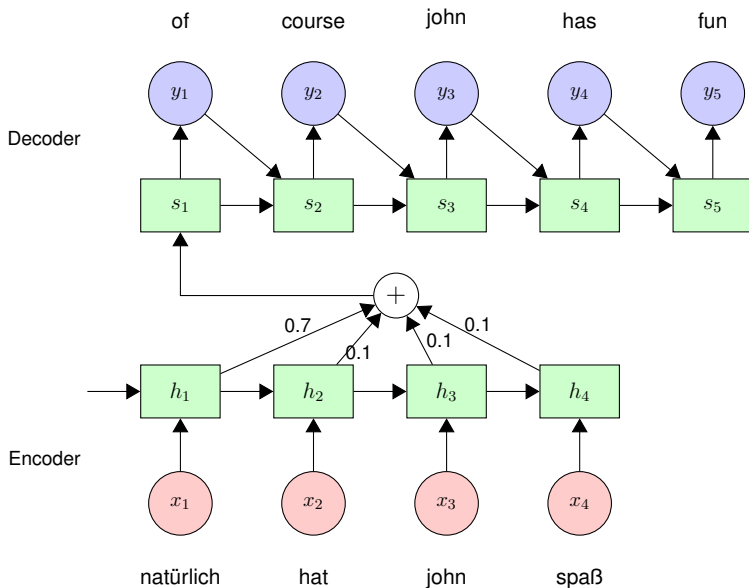 of course john has fun
y₁ y₂ y₃ y₄ y₅
Decoder
s₁ s₂ s₃ s₄ s₅
+
0.7 0.1 0.1 0.1
h₁ h₂ h₃ h₄
Encoder
x₁ x₂ x₃ x₄
natürlich hat john spaß